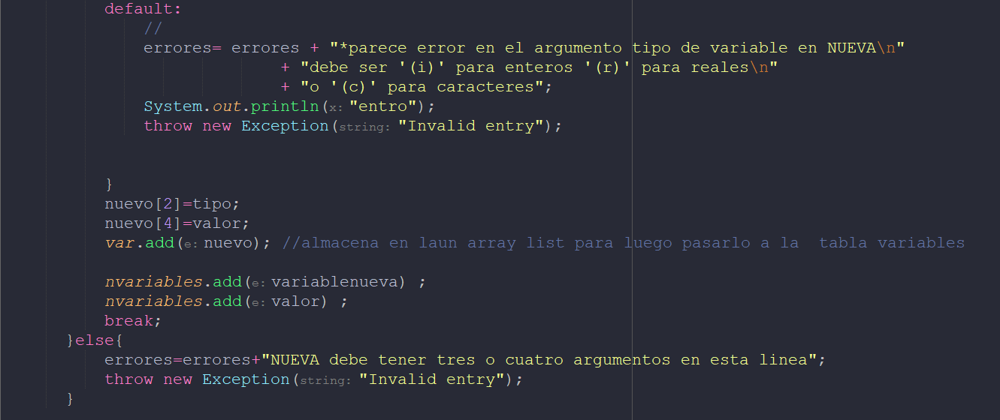 default:
//
errores= errores + "*parece error en el argumento tipo de variable en NUEVA\n"
+ "debe ser '(i)' para enteros '(r)' para reales\n"
+ "o '(c)' para caracteres";
System.out.println(x: "entro");
throw new Exception(string: "Invalid entry");
}
nuevo[2]=tipo;
nuevo[4]=valor;
var.add(e: nuevo); //almacena en laun array list para luego pasarlo a la  tabla variables
nvariables.add(e: variablenueva) ;
nvariables.add(e: valor) ;
break;
}else{
errores=errores+"NUEVA debe tener tres o cuatro argumentos en esta linea";
throw new Exception(string: "Invalid entry");
}